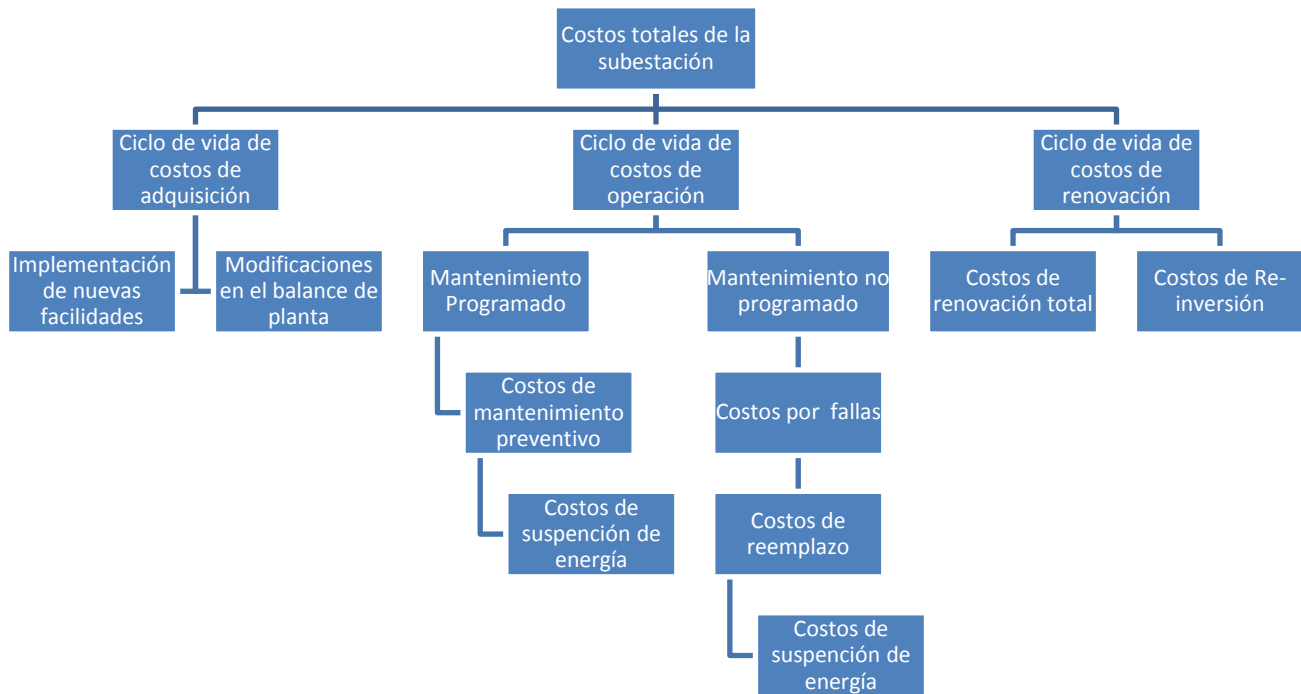 Costos totales de la
subestación
Ciclo de vida de
costos de
adquisición
Ciclo de vida de
costos de
operación
Ciclo de vida de
costos de
renovación
Implementación
de nuevas
facilidades
Modificaciones
en el balance de
planta
Mantenimiento
Programado
Mantenimiento no
programado
Costos de
renovación total
Costos de Re-
inversión
Costos de
mantenimiento
preventivo
Costos por fallas
Costos de
suspención de
energía
Costos de
reemplazo
Costos de
suspención de
energía